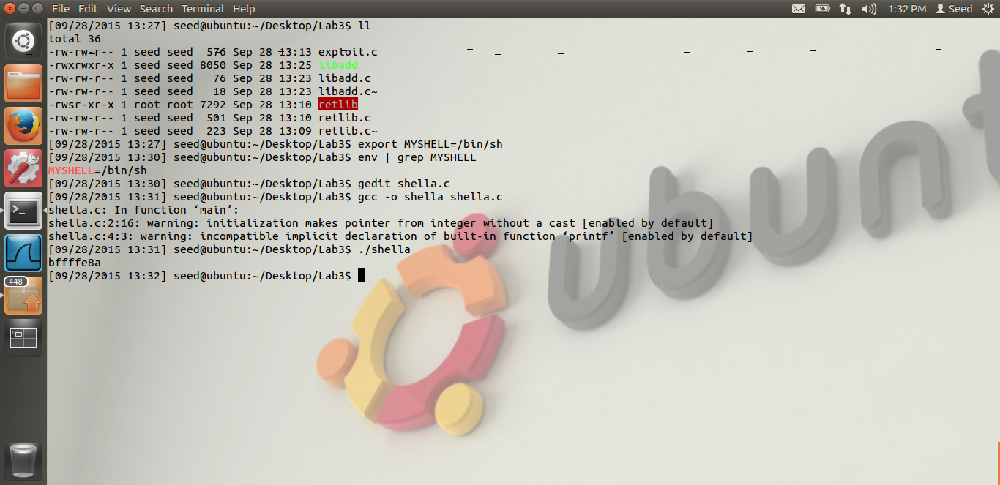 File Edit View Search Terminal Help 1:32 PM Seed
[09/28/2015 13:27] seed@ubuntu:~/Desktop/Lab3$ ll
total 36
-rw-rw-r-- 1 seed seed  576 Sep 28 13:13 exploit.c
-rwxrwxr-x 1 seed seed 8050 Sep 28 13:25 libadd
-rw-rw-r-- 1 seed seed   76 Sep 28 13:23 libadd.c
-rw-rw-r-- 1 seed seed   18 Sep 28 13:23 libadd.c~
-rwsr-xr-x 1 root root 7292 Sep 28 13:10 retlib
-rw-rw-r-- 1 seed seed  501 Sep 28 13:10 retlib.c
-rw-rw-r-- 1 seed seed  223 Sep 28 13:09 retlib.c~
[09/28/2015 13:27] seed@ubuntu:~/Desktop/Lab3$ export MYSHELL=/bin/sh
[09/28/2015 13:30] seed@ubuntu:~/Desktop/Lab3$ env | grep MYSHELL
MYSHELL=/bin/sh
[09/28/2015 13:30] seed@ubuntu:~/Desktop/Lab3$ gedit shella.c
[09/28/2015 13:31] seed@ubuntu:~/Desktop/Lab3$ gcc -o shella shella.c
shella.c: In function ‘main’:
shella.c:2:16: warning: initialization makes pointer from integer without a cast [enabled by default]
shella.c:4:3: warning: incompatible implicit declaration of built-in function ‘printf’ [enabled by default]
[09/28/2015 13:31] seed@ubuntu:~/Desktop/Lab3$ ./shella
bffffe8a
[09/28/2015 13:32] seed@ubuntu:~/Desktop/Lab3$
448
ubunt